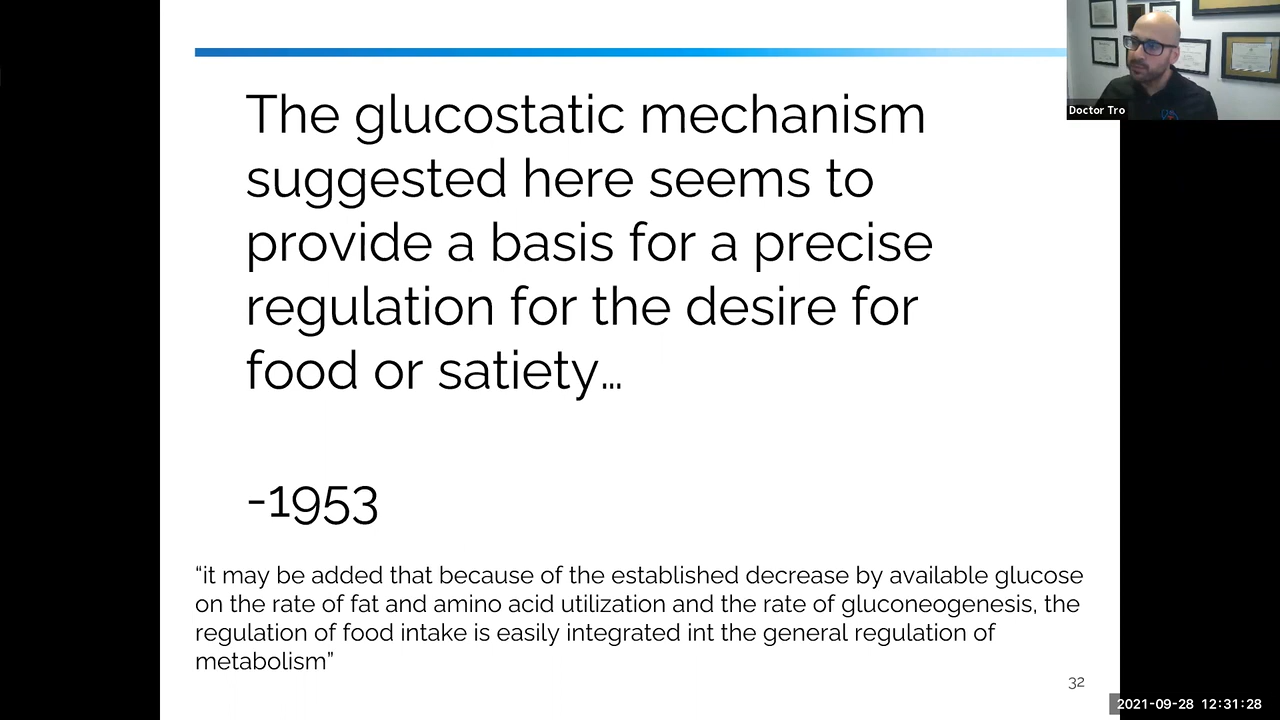 Doctor Tro
The glucostatic mechanism
suggested here seems to
provide a basis for a precise
regulation for the desire for
food or satiety…
-1953
“it may be added that because of the established decrease by available glucose
on the rate of fat and amino acid utilization and the rate of gluconeogenesis, the
regulation of food intake is easily integrated int the general regulation of
metabolism”
32
2021-09-28 12:31:28